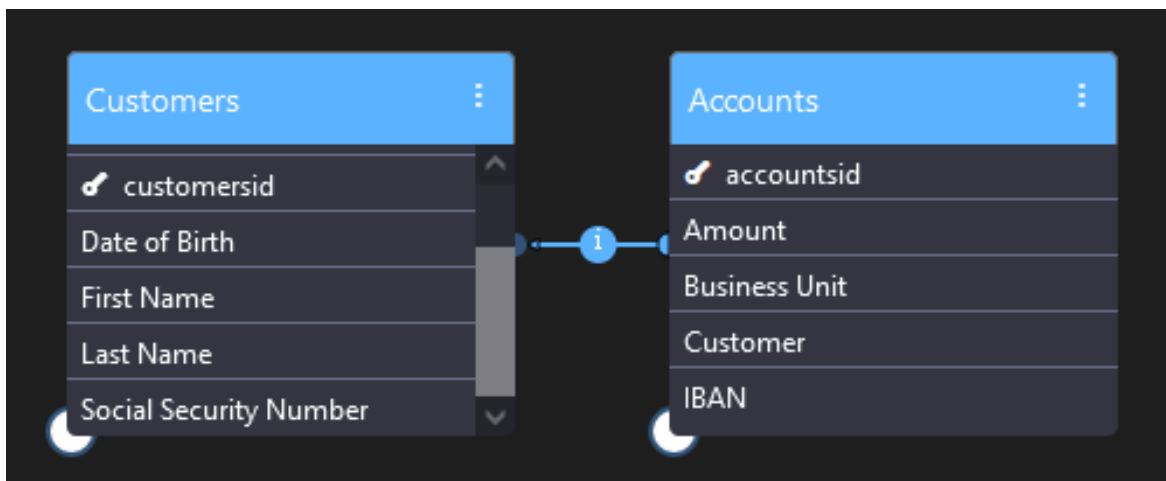 Customers
customersid
Date of Birth
First Name
Last Name
Social Security Number
i
Accounts
accountsid
Amount
Business Unit
Customer
IBAN